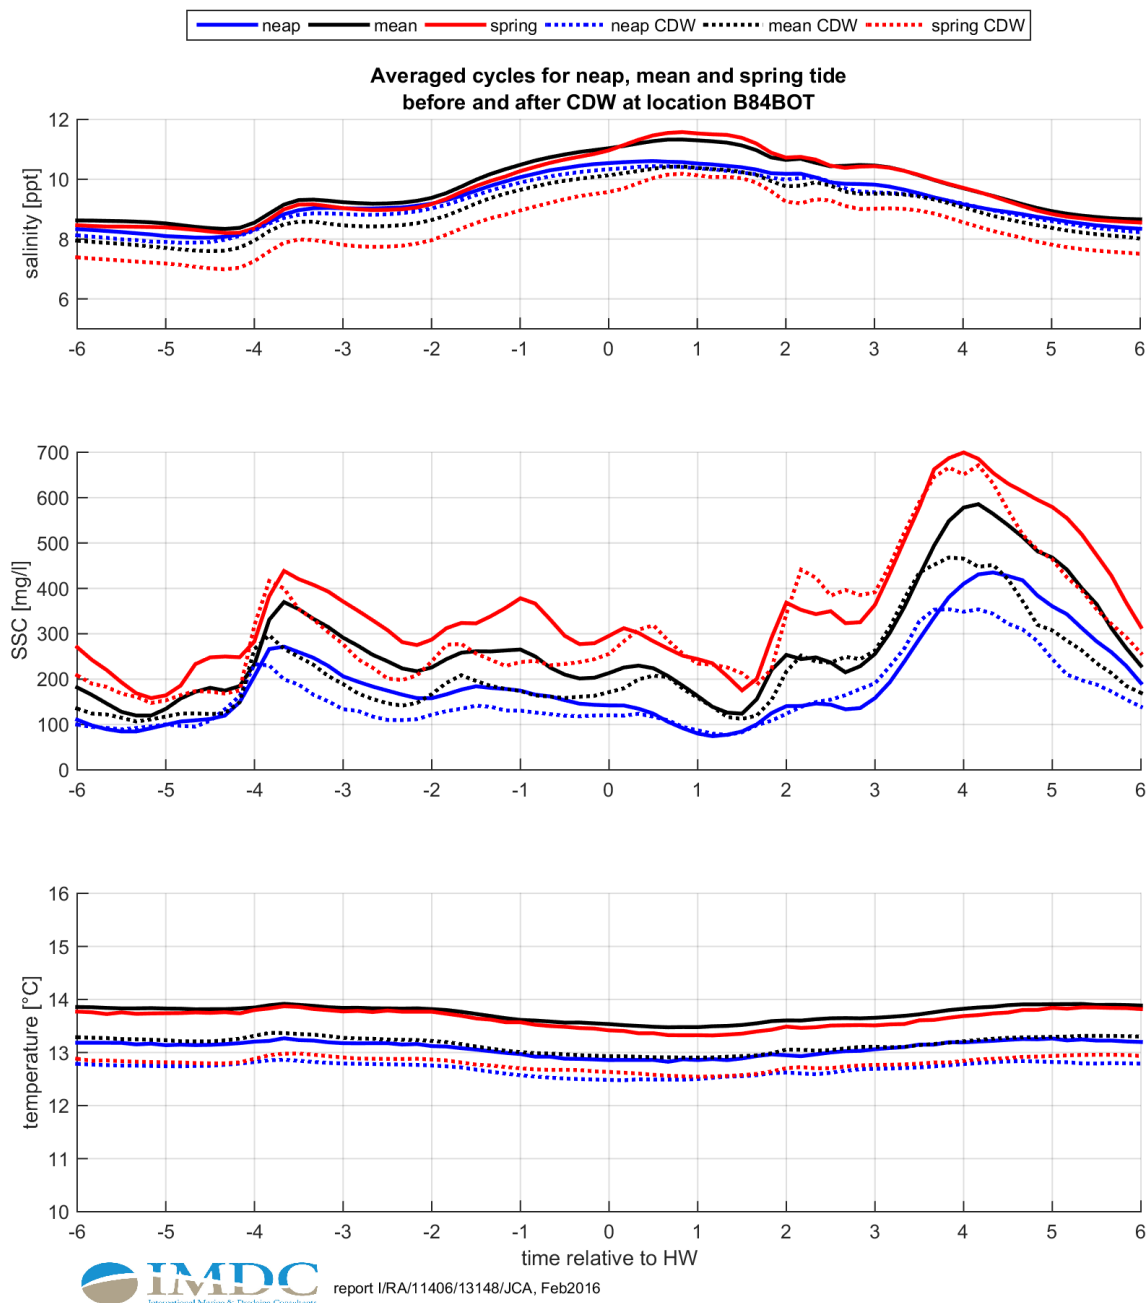 neap mean spring neap CDW mean CDW spring CDW
Averaged cycles for neap, mean and spring tide
before and after CDW at location B84BOT
salinity [ppt]
12
10
8
6
-6 -5 -4 -3 -2 -1 0 1 2 3 4 5 6
SSC [mg/l]
700
600
500
400
300
200
100
0
-6 -5 -4 -3 -2 -1 0 1 2 3 4 5 6
temperature [°C]
16
15
14
13
12
11
10
-6 -5 -4 -3 -2 -1 0 1 2 3 4 5 6
time relative to HW
IMDC
International Marine & Dredging Consultants
report I/RA/11406/13148/JCA, Feb2016